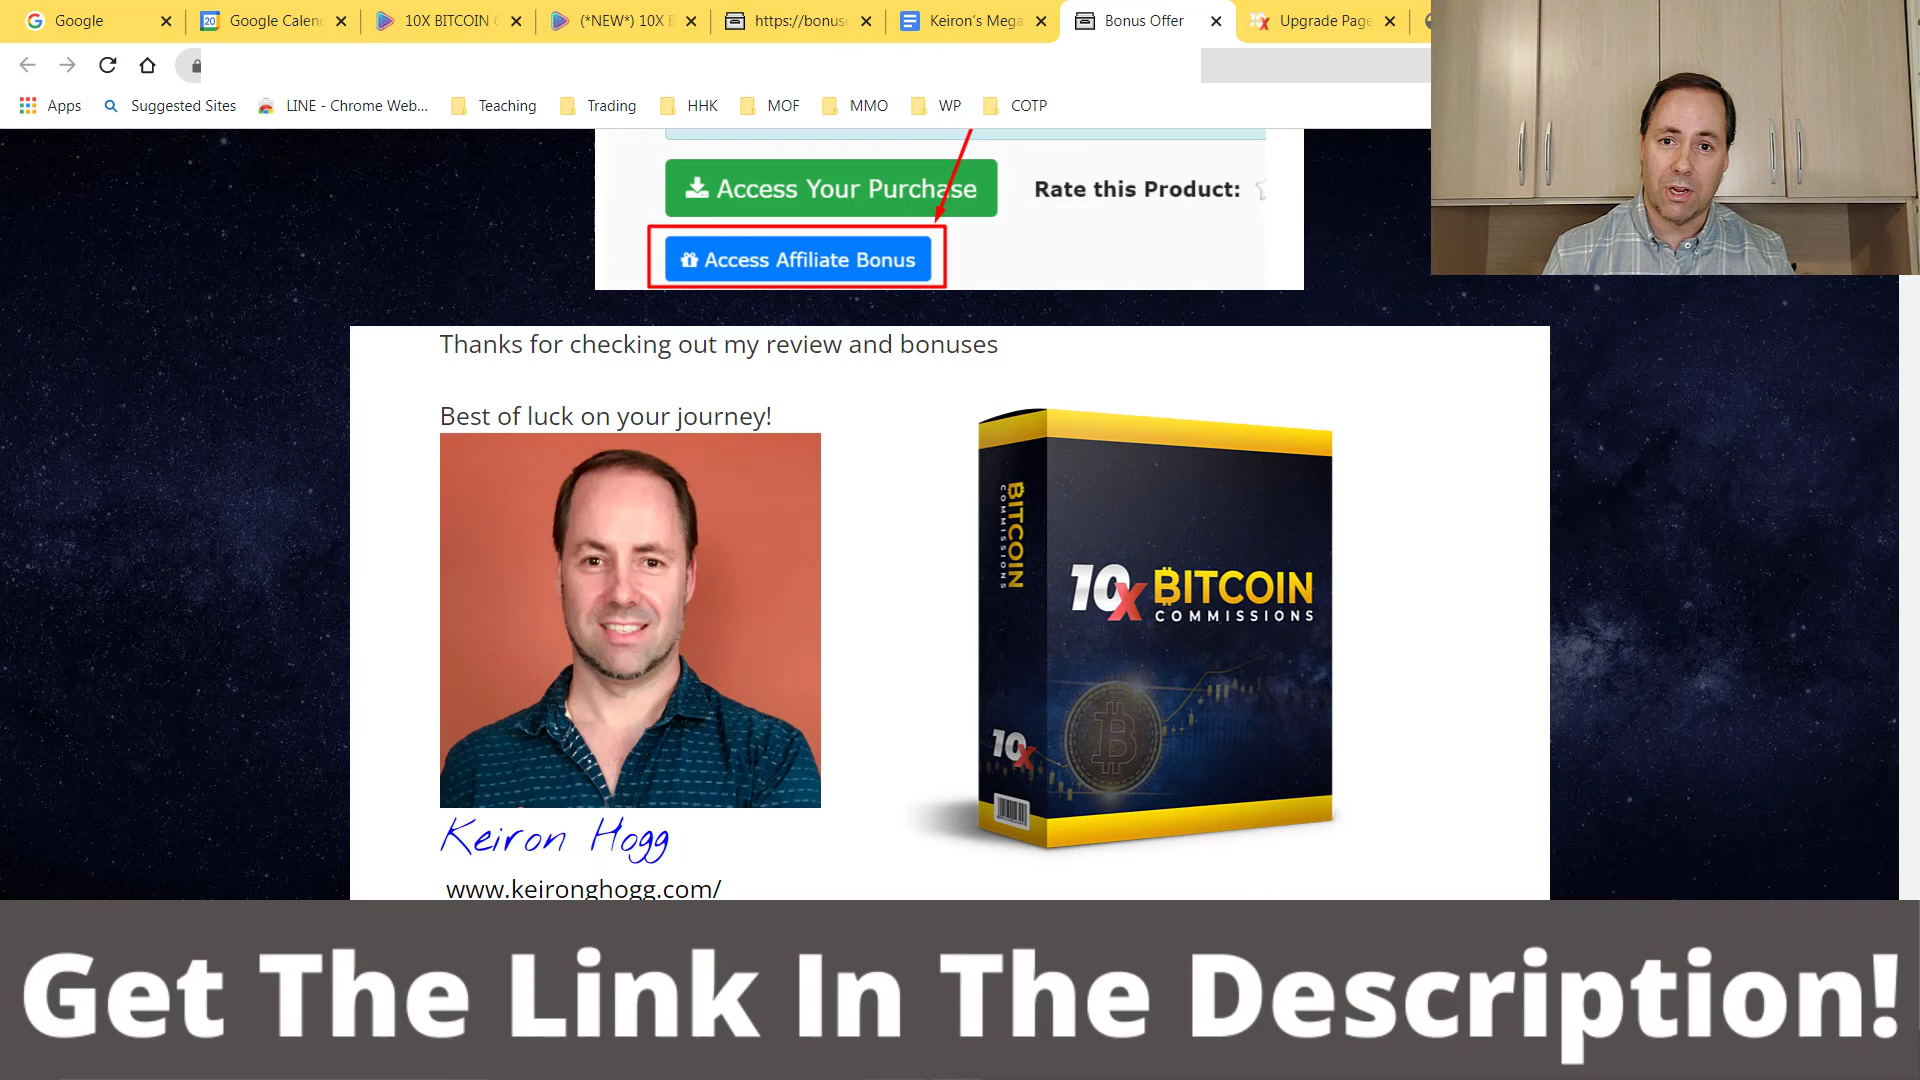 Google
Google Calen
10X BITCOIN C
(*NEW*) 10X B
https://bonus
Keiron's Mega
Bonus Offer
Upgrade Page
Apps
Suggested Sites
LINE - Chrome Web...
Teaching
Trading
HHK
MOF
MMO
WP
COTP
Access Your Purchase
Rate this Product:
Access Affiliate Bonus
Thanks for checking out my review and bonuses
Best of luck on your journey!
BITCOIN
COMMISSIONS
10x BITCOIN
COMMISSIONS
10x
Keiron Hogg
www.keironghogg.com/
Get The Link In The Description!